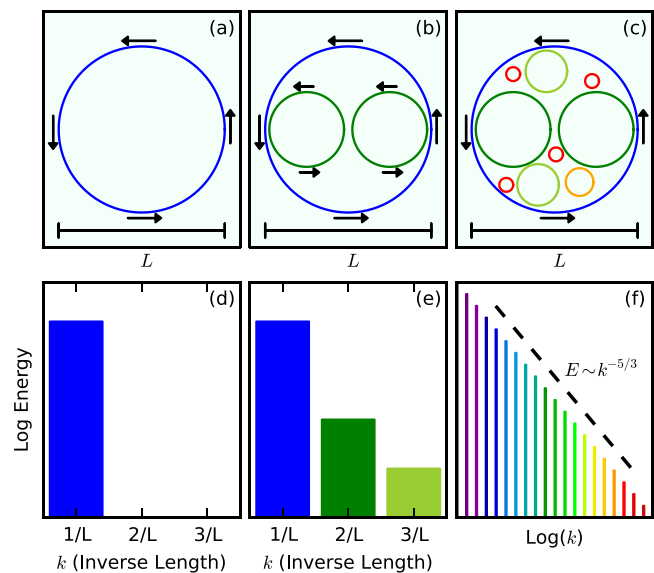 (a)
(b)
(c)
L
L
L
Log Energy
(d)
(e)
(f)
E ~ k^{-5/3}
1/L 2/L 3/L
1/L 2/L 3/L
k (Inverse Length)
k (Inverse Length)
Log(k)